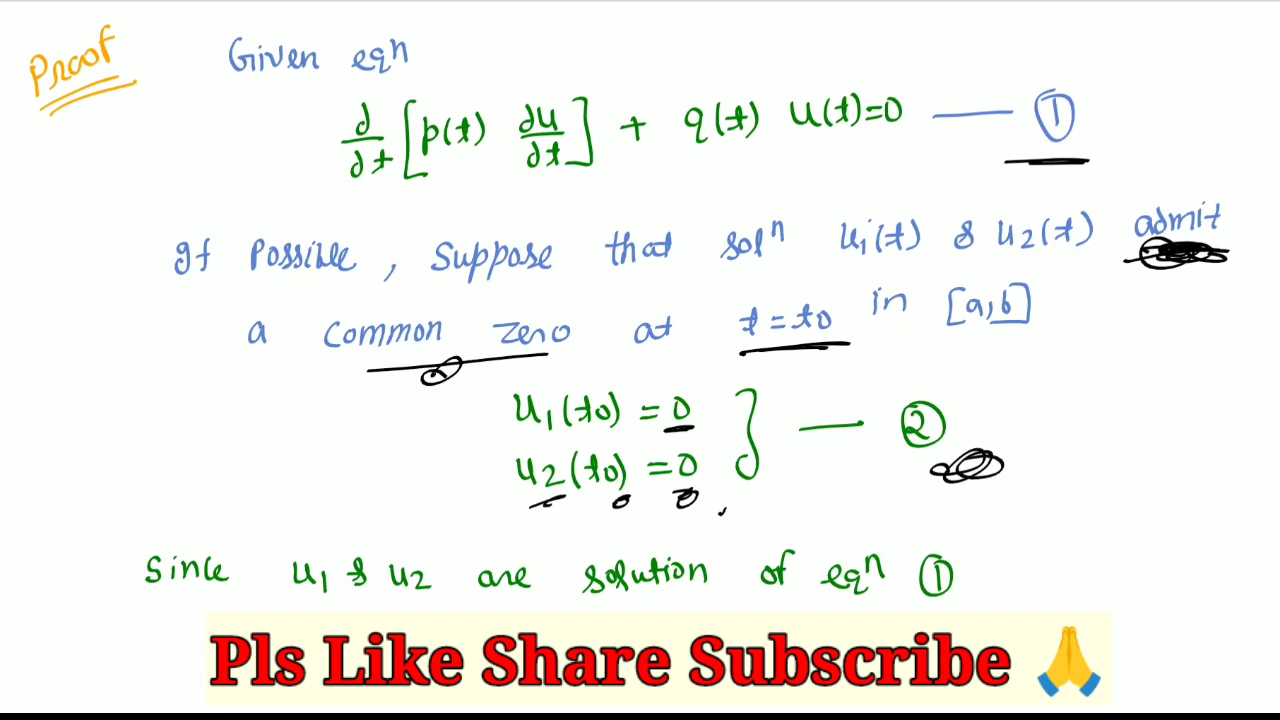 Proof
Given eqⁿ
d/dt [p(t) du/dt] + q(t) u(t)=0 —— ①
If Possible, Suppose that solⁿ u₁(t) & u₂(t) admit
a common zero at t = t0 in [a,b]
u₁(t0) = 0
u₂(t0) = 0 } — ②
Since u₁ & u₂ are solution of eqⁿ ①
Pls Like Share Subscribe 🙏